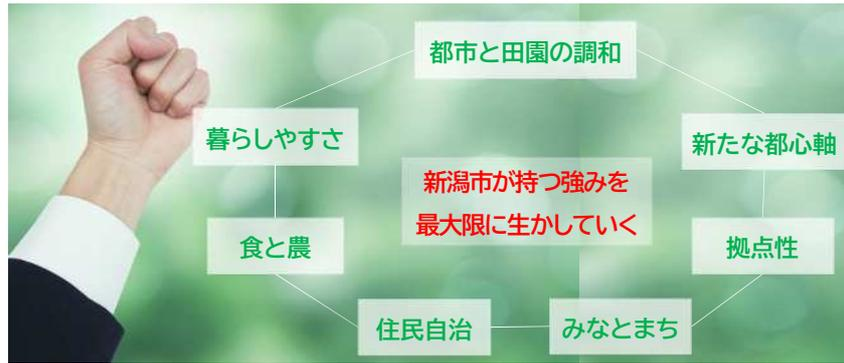 都市と田園の調和
暮らしやすさ
新たな都心軸
新潟市が持つ強みを
最大限に生かしていく
食と農
拠点性
住民自治
みなとまち